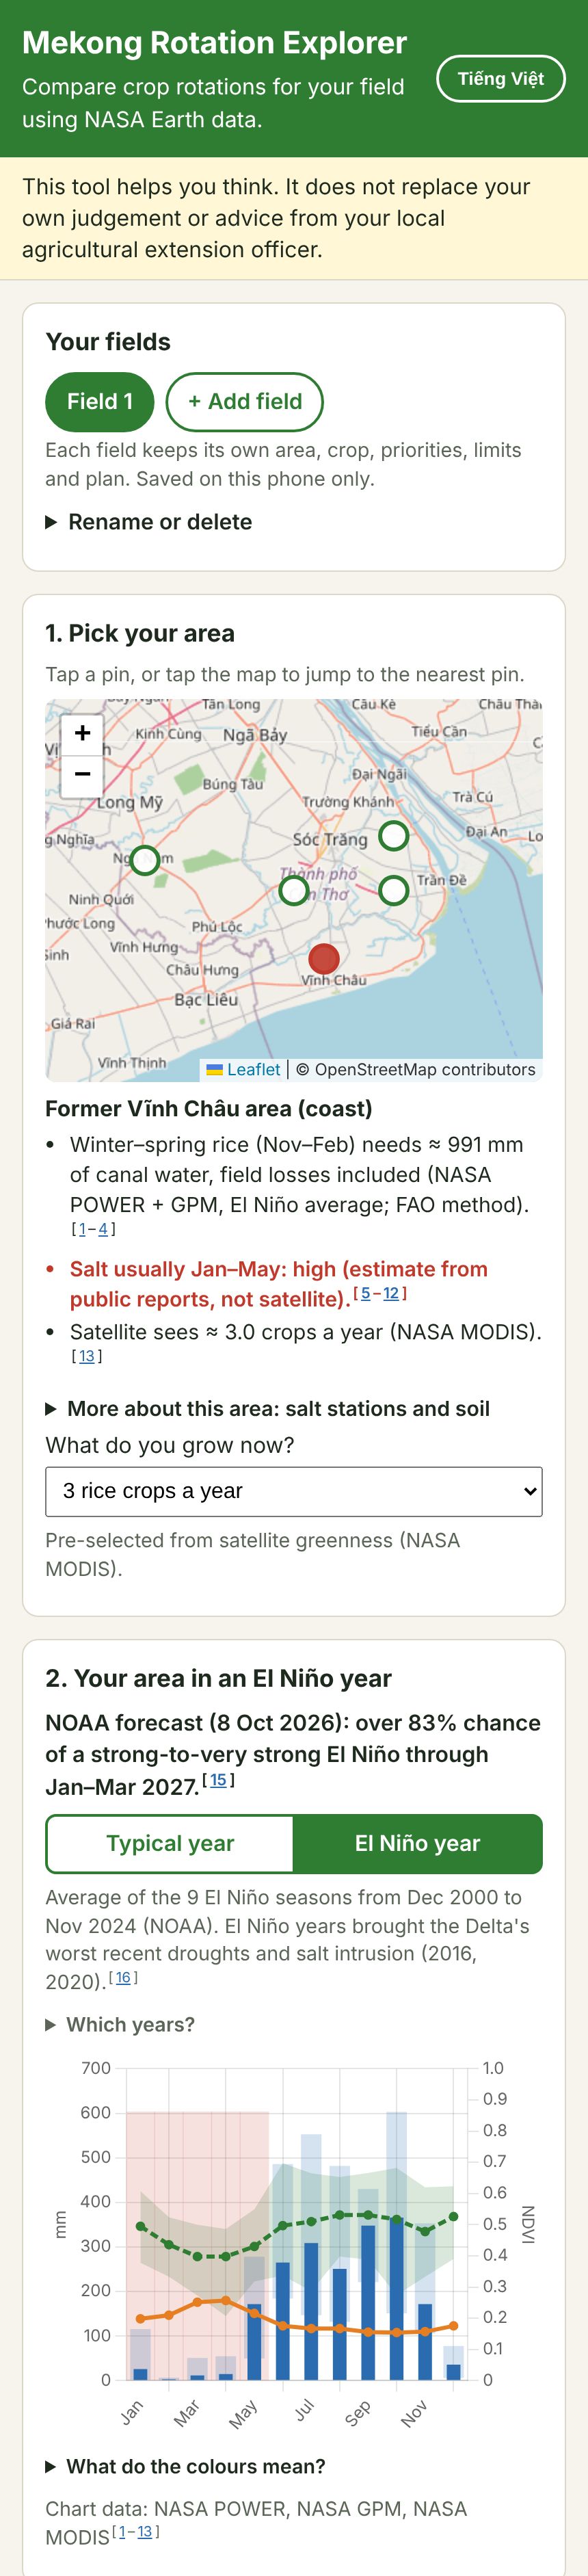 Mekong Rotation Explorer
Compare crop rotations for your field
using NASA Earth data.
Tiếng Việt
This tool helps you think. It does not replace your
own judgement or advice from your local
agricultural extension officer.
Your fields
Field 1
+ Add field
Each field keeps its own area, crop, priorities, limits
and plan. Saved on this phone only.
▶ Rename or delete
1. Pick your area
Tap a pin, or tap the map to jump to the nearest pin.
+
−
Tân Long
Cầu Kè
Kinh Cùng
Ngã Bảy
Tiểu Cần
Đại Ngãi
Búng Tàu
Trà Cú
Long Mỹ
Trường Khánh
Sóc Trăng
Đại An
Trần Đề
Ninh Quới
Phú Lộc
Vĩnh Hưng
Châu Hưng
Vĩnh Châu
Bạc Liêu
Giá Rai
Vĩnh Thịnh
Leaflet | © OpenStreetMap contributors
Former Vĩnh Châu area (coast)
• Winter–spring rice (Nov–Feb) needs ≈ 991 mm
of canal water, field losses included (NASA
POWER + GPM, El Niño average; FAO method).
[1–4]
• Salt usually Jan–May: high (estimate from
public reports, not satellite).[5–12]
• Satellite sees ≈ 3.0 crops a year (NASA MODIS).
[13]
▶ More about this area: salt stations and soil
What do you grow now?
3 rice crops a year
Pre-selected from satellite greenness (NASA
MODIS).
2. Your area in an El Niño year
NOAA forecast (8 Oct 2026): over 83% chance
of a strong-to-very strong El Niño through
Jan–Mar 2027.[15]
Typical year
El Niño year
Average of the 9 El Niño seasons from Dec 2000 to
Nov 2024 (NOAA). El Niño years brought the Delta's
worst recent droughts and salt intrusion (2016,
2020).[16]
▶ Which years?
700
600
500
400
300
200
100
0
mm
1.0
0.9
0.8
0.7
0.6
0.5
0.4
0.3
0.2
0.1
0
NDVI
Jan
Mar
May
Jul
Sep
Nov
▶ What do the colours mean?
Chart data: NASA POWER, NASA GPM, NASA
MODIS[1–13]